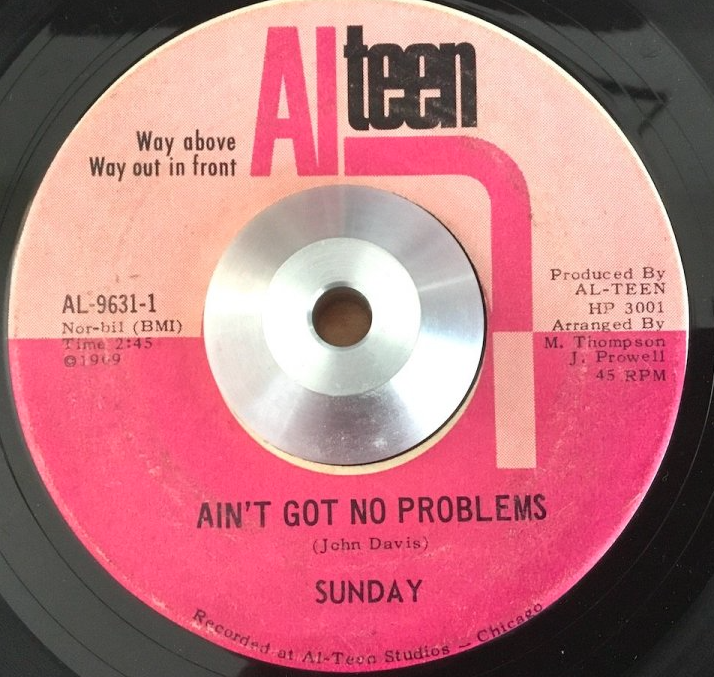 Alteen
Way above
Way out in front
AL-9631-1
Nor-bil (BMI)
Time 2:45
©1969
Produced By
AL-TEEN
HP 3001
Arranged By
M. Thompson
J. Prowell
45 RPM
AIN'T GOT NO PROBLEMS
(John Davis)
SUNDAY
Recorded at Al-Teen Studios - Chicago